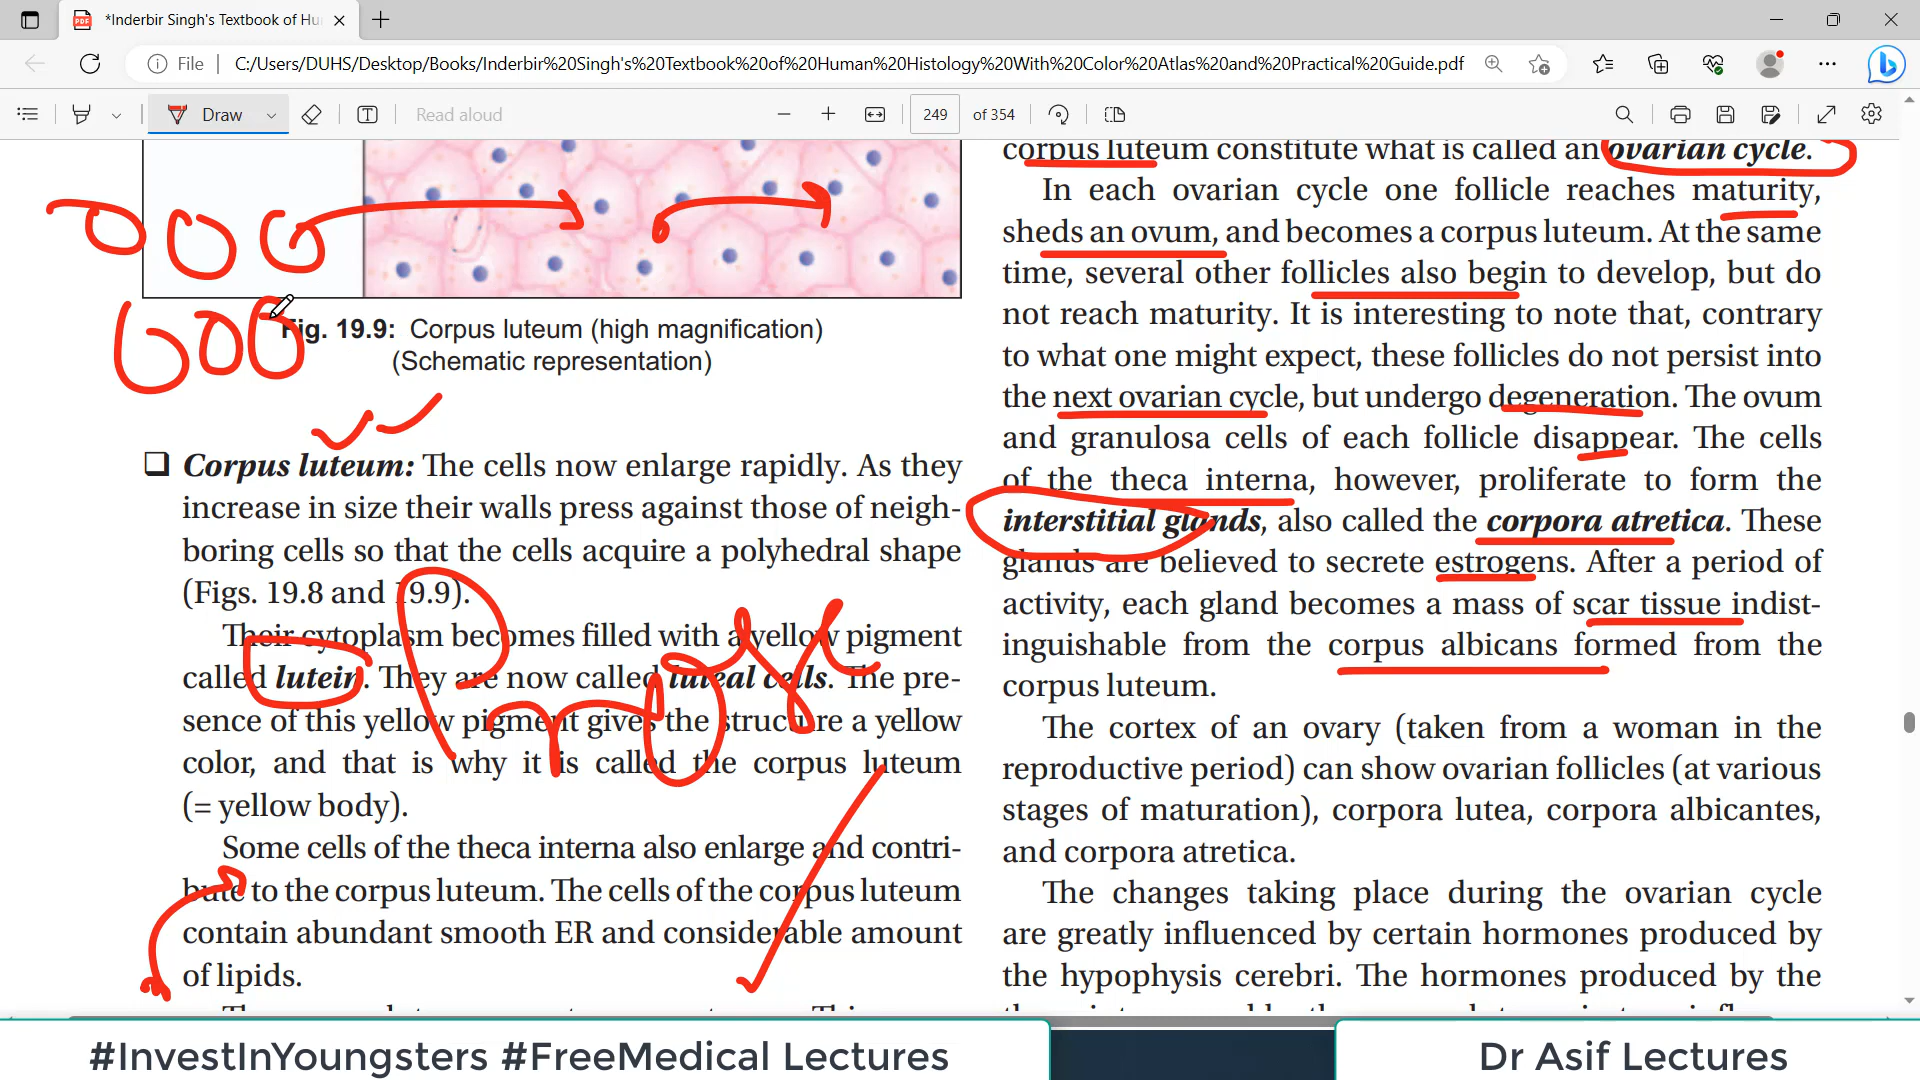 *Inderbir Singh's Textbook of Hu
File
C:/Users/DUHS/Desktop/Books/Inderbir%20Singh's%20Textbook%20of%20Human%20Histology%20With%20Color%20Atlas%20and%20Practical%20Guide.pdf
Draw
Read aloud
249 of 354
Fig. 19.9: Corpus luteum (high magnification)
(Schematic representation)
❑ Corpus luteum: The cells now enlarge rapidly. As they
increase in size their walls press against those of neigh-
boring cells so that the cells acquire a polyhedral shape
(Figs. 19.8 and 19.9).
Their cytoplasm becomes filled with a yellow pigment
called lutein. They are now called luteal cells. The pre-
sence of this yellow pigment gives the structure a yellow
color, and that is why it is called the corpus luteum
(= yellow body).
Some cells of the theca interna also enlarge and contri-
bute to the corpus luteum. The cells of the corpus luteum
contain abundant smooth ER and considerable amount
of lipids.
corpus luteum constitute what is called an ovarian cycle.
In each ovarian cycle one follicle reaches maturity,
sheds an ovum, and becomes a corpus luteum. At the same
time, several other follicles also begin to develop, but do
not reach maturity. It is interesting to note that, contrary
to what one might expect, these follicles do not persist into
the next ovarian cycle, but undergo degeneration. The ovum
and granulosa cells of each follicle disappear. The cells
of the theca interna, however, proliferate to form the
interstitial glands, also called the corpora atretica. These
glands are believed to secrete estrogens. After a period of
activity, each gland becomes a mass of scar tissue indist-
inguishable from the corpus albicans formed from the
corpus luteum.
The cortex of an ovary (taken from a woman in the
reproductive period) can show ovarian follicles (at various
stages of maturation), corpora lutea, corpora albicantes,
and corpora atretica.
The changes taking place during the ovarian cycle
are greatly influenced by certain hormones produced by
the hypophysis cerebri. The hormones produced by the
#InvestInYoungsters #FreeMedical Lectures
Dr Asif Lectures